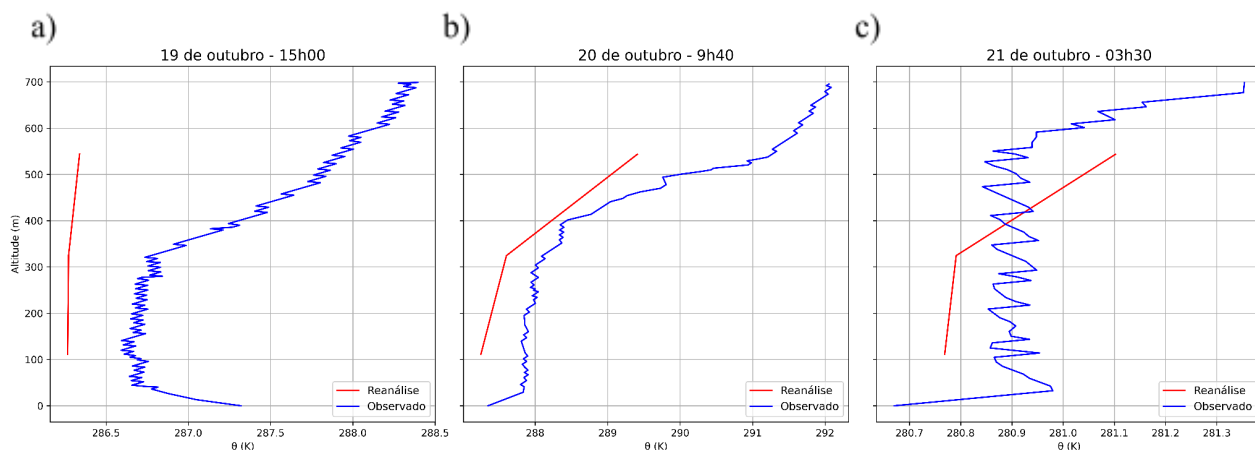 a)
b)
c)
19 de outubro - 15h00
20 de outubro - 9h40
21 de outubro - 03h30
Altitude (m)
700
600
500
400
300
200
100
0
Reanálise
Observado
Reanálise
Observado
Reanálise
Observado
286.5 287.0 287.5 288.0 288.5
288 289 290 291 292
280.7 280.8 280.9 281.0 281.1 281.2 281.3
θ (K)
θ (K)
θ (K)